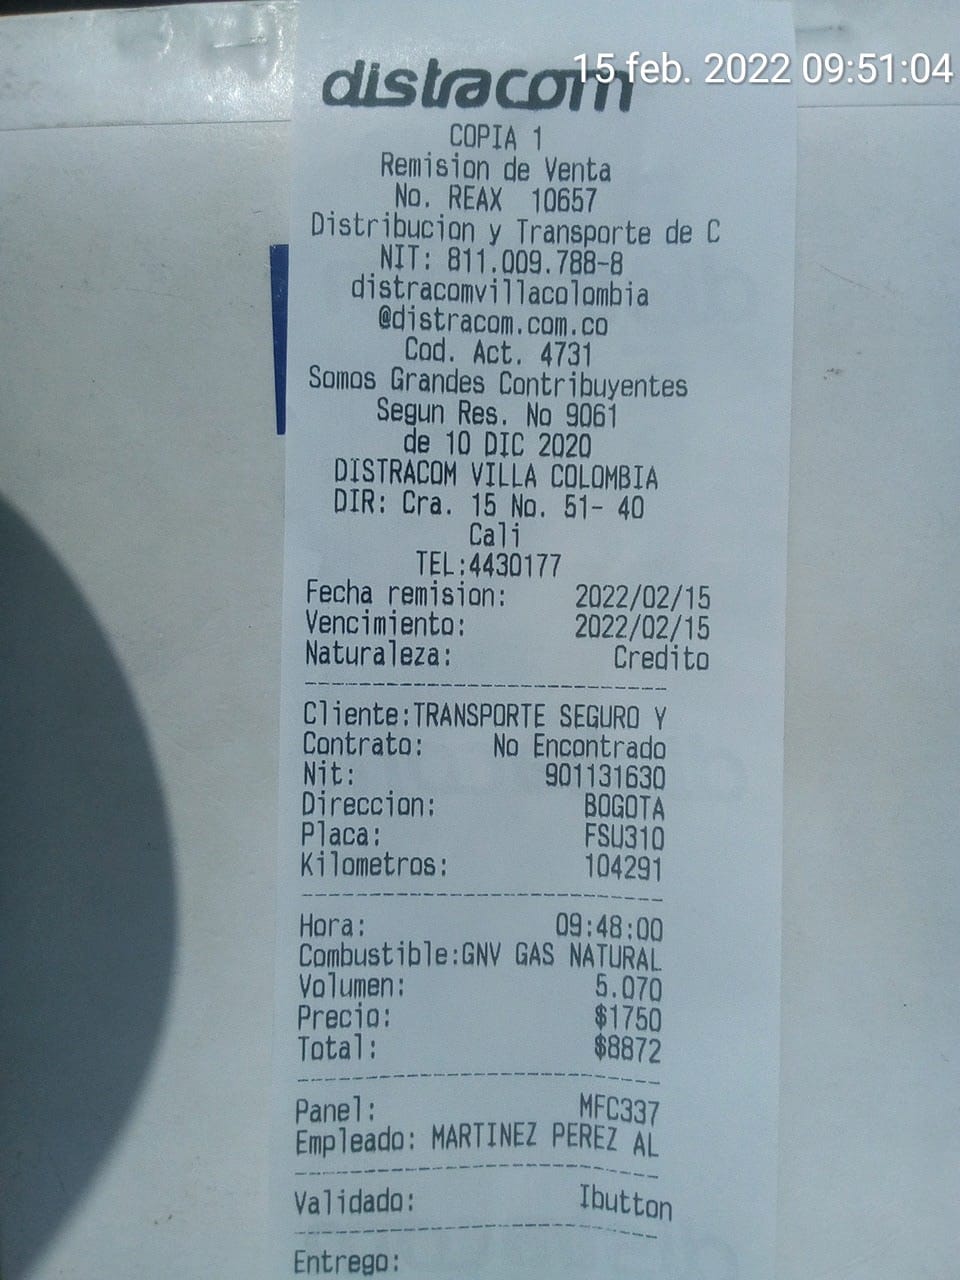 15 feb. 2022 09:51:04
distracom
COPIA 1
Remision de Venta
No. REAX 10657
Distribucion y Transporte de C
NIT: 811.009.788-8
distracomvillacolombia
@distracom.com.co
Cod. Act. 4731
Somos Grandes Contribuyentes
Segun Res. No 9061
de 10 DIC 2020
DISTRACOM VILLA COLOMBIA
DIR: Cra. 15 No. 51- 40
Cali
TEL:4430177
Fecha remision: 2022/02/15
Vencimiento: 2022/02/15
Naturaleza: Credito
Cliente:TRANSPORTE SEGURO Y
Contrato: No Encontrado
Nit: 901131630
Direccion: BOGOTA
Placa: FSU310
Kilometros: 104291
Hora: 09:48:00
Combustible:GNV GAS NATURAL
Volumen: 5.070
Precio: $1750
Total: $8872
Panel: MFC337
Empleado: MARTINEZ PEREZ AL
Validado: Ibutton
Entrego: